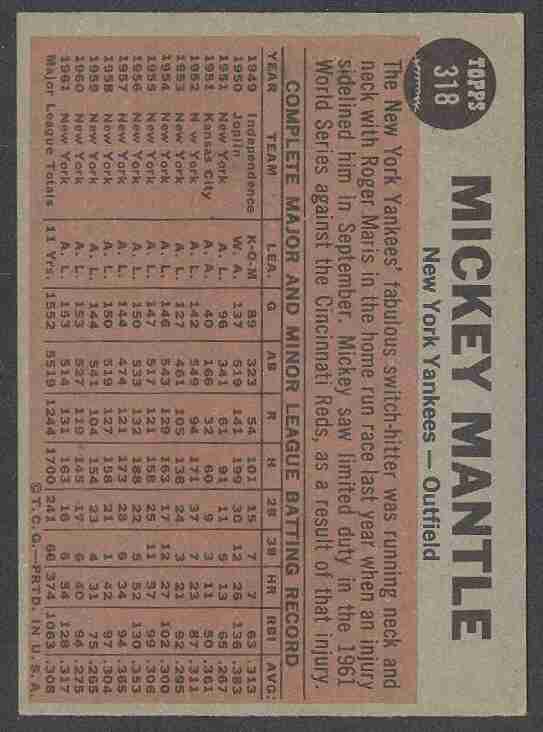 TOPPS
318
MICKEY MANTLE
New York Yankees — Outfield
The New York Yankees' fabulous switch-hitter was running neck and
neck with Roger Maris in the home run race last year when an injury
sidelined him in September. Mickey saw limited duty in the 1961
World Series against the Cincinnati Reds, as a result of that injury.
COMPLETE MAJOR AND MINOR LEAGUE BATTING RECORD
YEAR TEAM LEA. G AB R H 2B 3B HR RBI AVG.
1949 Independence K-O-M 89 323 54 101 15 7 7 63 .313
1950 Joplin W. A. 137 519 141 199 30 12 26 136 .383
1951 New York A. L. 96 341 61 91 11 5 13 65 .267
1951 Kansas City A. A. 40 166 32 60 9 3 11 50 .361
1952 New York A. L. 142 549 94 171 37 7 23 87 .311
1953 New York A. L. 127 461 105 136 24 3 21 92 .295
1954 New York A. L. 146 543 129 163 17 12 27 102 .300
1955 New York A. L. 147 517 121 158 25 11 37 99 .306
1956 New York A. L. 150 533 132 188 22 5 52 130 .353
1957 New York A. L. 144 474 121 173 28 6 34 94 .365
1958 New York A. L. 150 519 127 158 21 1 42 97 .304
1959 New York A. L. 144 541 104 154 23 4 31 75 .285
1960 New York A. L. 153 527 119 145 17 6 40 94 .275
1961 New York A. L. 153 514 131 163 16 6 54 128 .317
Major League Totals 11 Yrs. 1552 5519 1244 1700 241 66 374 1063 .308
©T.C.G.—PRTD. IN U.S.A.